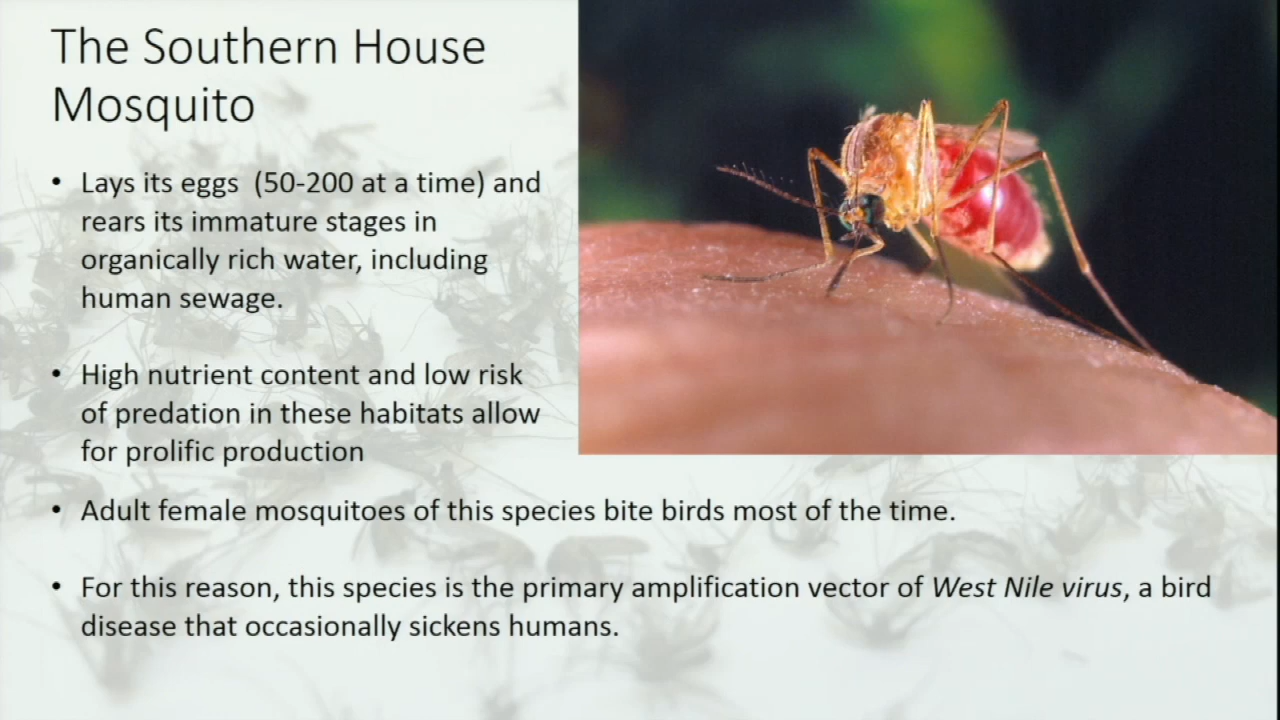 The Southern House
Mosquito
• Lays its eggs  (50-200 at a time) and
rears its immature stages in
organically rich water, including
human sewage.
• High nutrient content and low risk
of predation in these habitats allow
for prolific production
• Adult female mosquitoes of this species bite birds most of the time.
• For this reason, this species is the primary amplification vector of West Nile virus, a bird
disease that occasionally sickens humans.